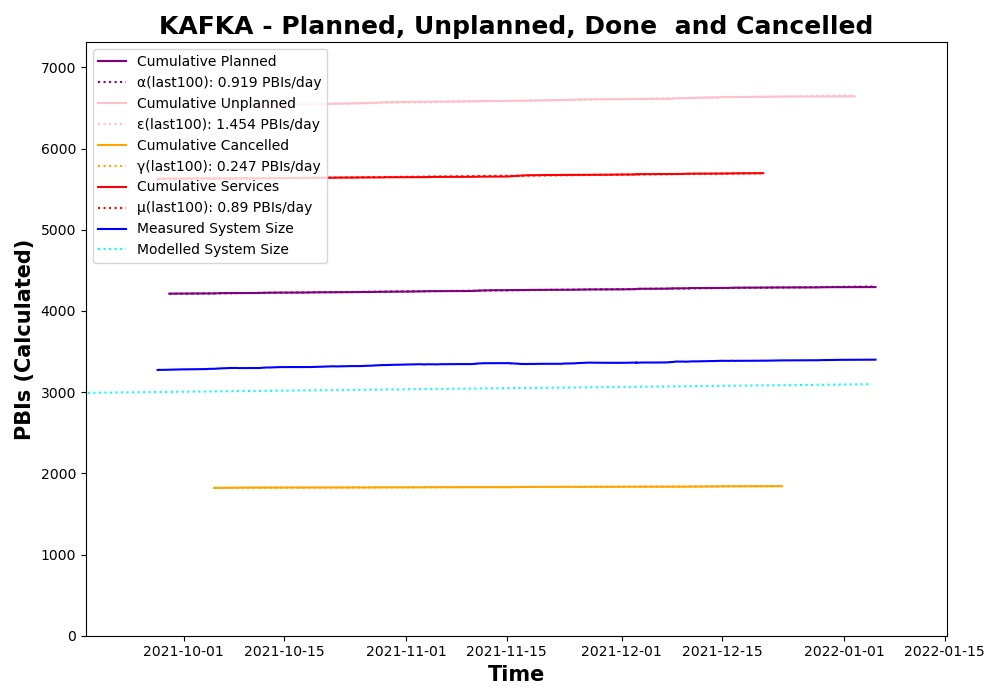 KAFKA - Planned, Unplanned, Done  and Cancelled
7000
6000
5000
4000
3000
2000
1000
0
PBIs (Calculated)
Cumulative Planned
α(last100): 0.919 PBIs/day
Cumulative Unplanned
ε(last100): 1.454 PBIs/day
Cumulative Cancelled
γ(last100): 0.247 PBIs/day
Cumulative Services
μ(last100): 0.89 PBIs/day
Measured System Size
Modelled System Size
2021-10-01 2021-10-15 2021-11-01 2021-11-15 2021-12-01 2021-12-15 2022-01-01 2022-01-15
Time